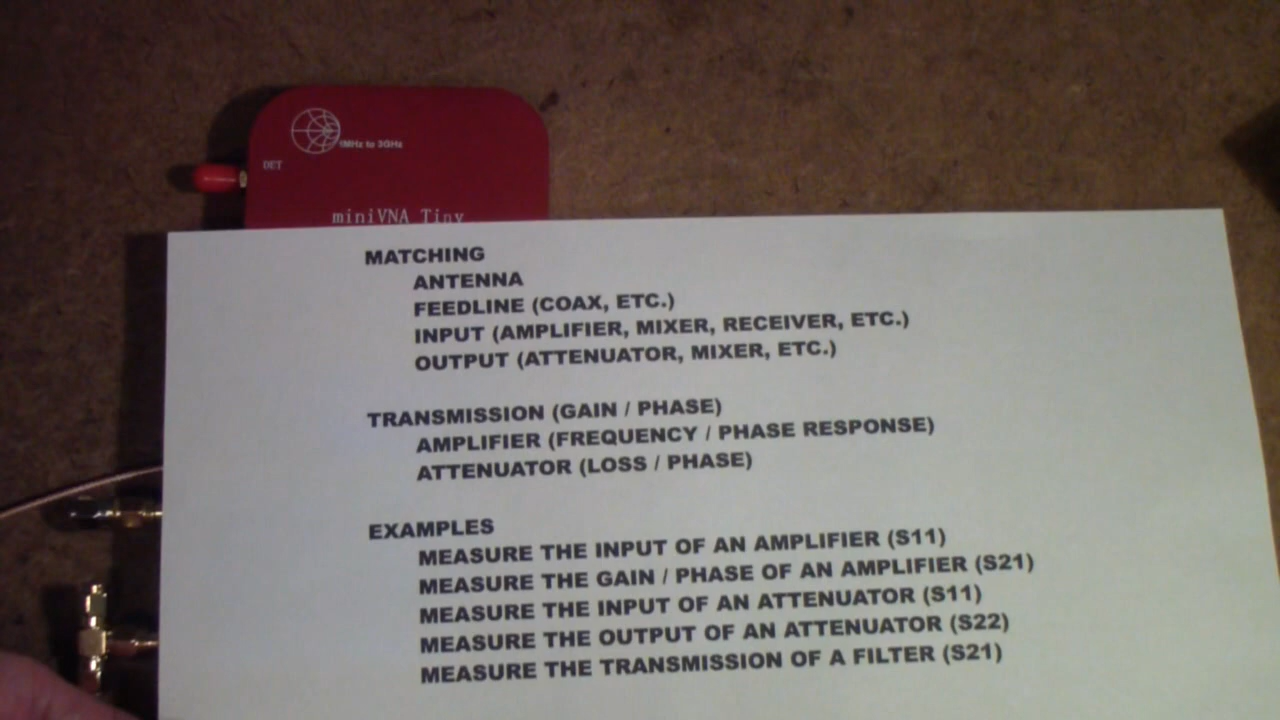 1MHz to 3GHz
DET
miniVNA Tiny
MATCHING
ANTENNA
FEEDLINE (COAX, ETC.)
INPUT (AMPLIFIER, MIXER, RECEIVER, ETC.)
OUTPUT (ATTENUATOR, MIXER, ETC.)
TRANSMISSION (GAIN / PHASE)
AMPLIFIER (FREQUENCY / PHASE RESPONSE)
ATTENUATOR (LOSS / PHASE)
EXAMPLES
MEASURE THE INPUT OF AN AMPLIFIER (S11)
MEASURE THE GAIN / PHASE OF AN AMPLIFIER (S21)
MEASURE THE INPUT OF AN ATTENUATOR (S11)
MEASURE THE OUTPUT OF AN ATTENUATOR (S22)
MEASURE THE TRANSMISSION OF A FILTER (S21)